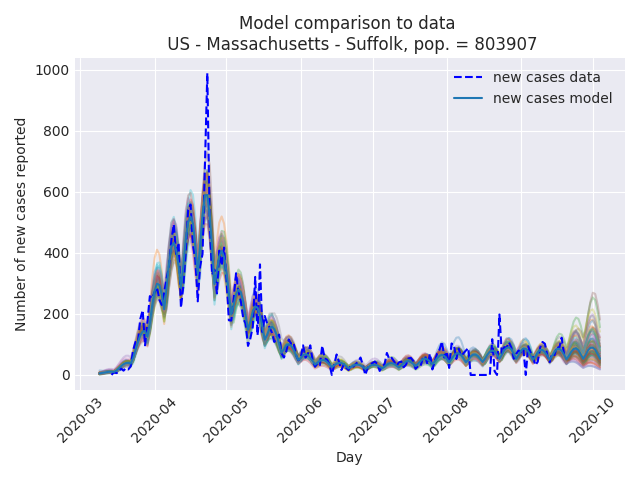 Model comparison to data
US - Massachusetts - Suffolk, pop. = 803907
new cases data
new cases model
Number of new cases reported
1000
800
600
400
200
0
2020-03
2020-04
2020-05
2020-06
2020-07
2020-08
2020-09
2020-10
Day